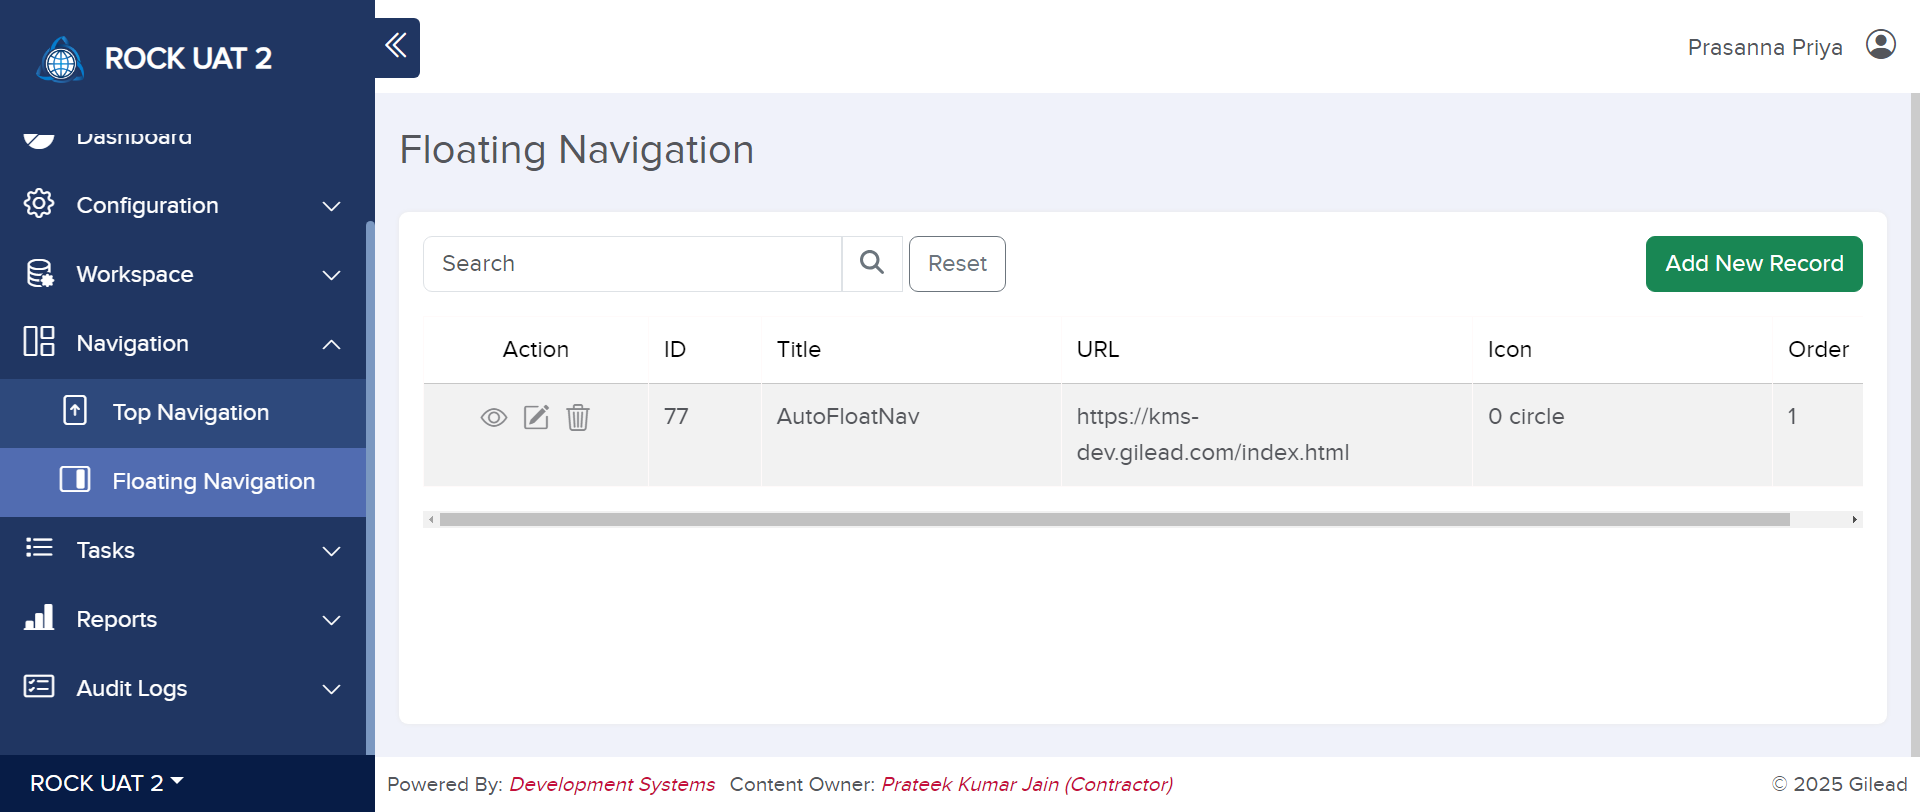 ROCK UAT 2
Prasanna Priya
Dashboard
Configuration
Workspace
Navigation
Top Navigation
Floating Navigation
Tasks
Reports
Audit Logs
ROCK UAT 2
Floating Navigation
Search
Reset
Add New Record
Action ID Title URL Icon Order
77 AutoFloatNav https://kms- 0 circle 1
dev.gilead.com/index.html
Powered By: Development Systems Content Owner: Prateek Kumar Jain (Contractor)
© 2025 Gilead